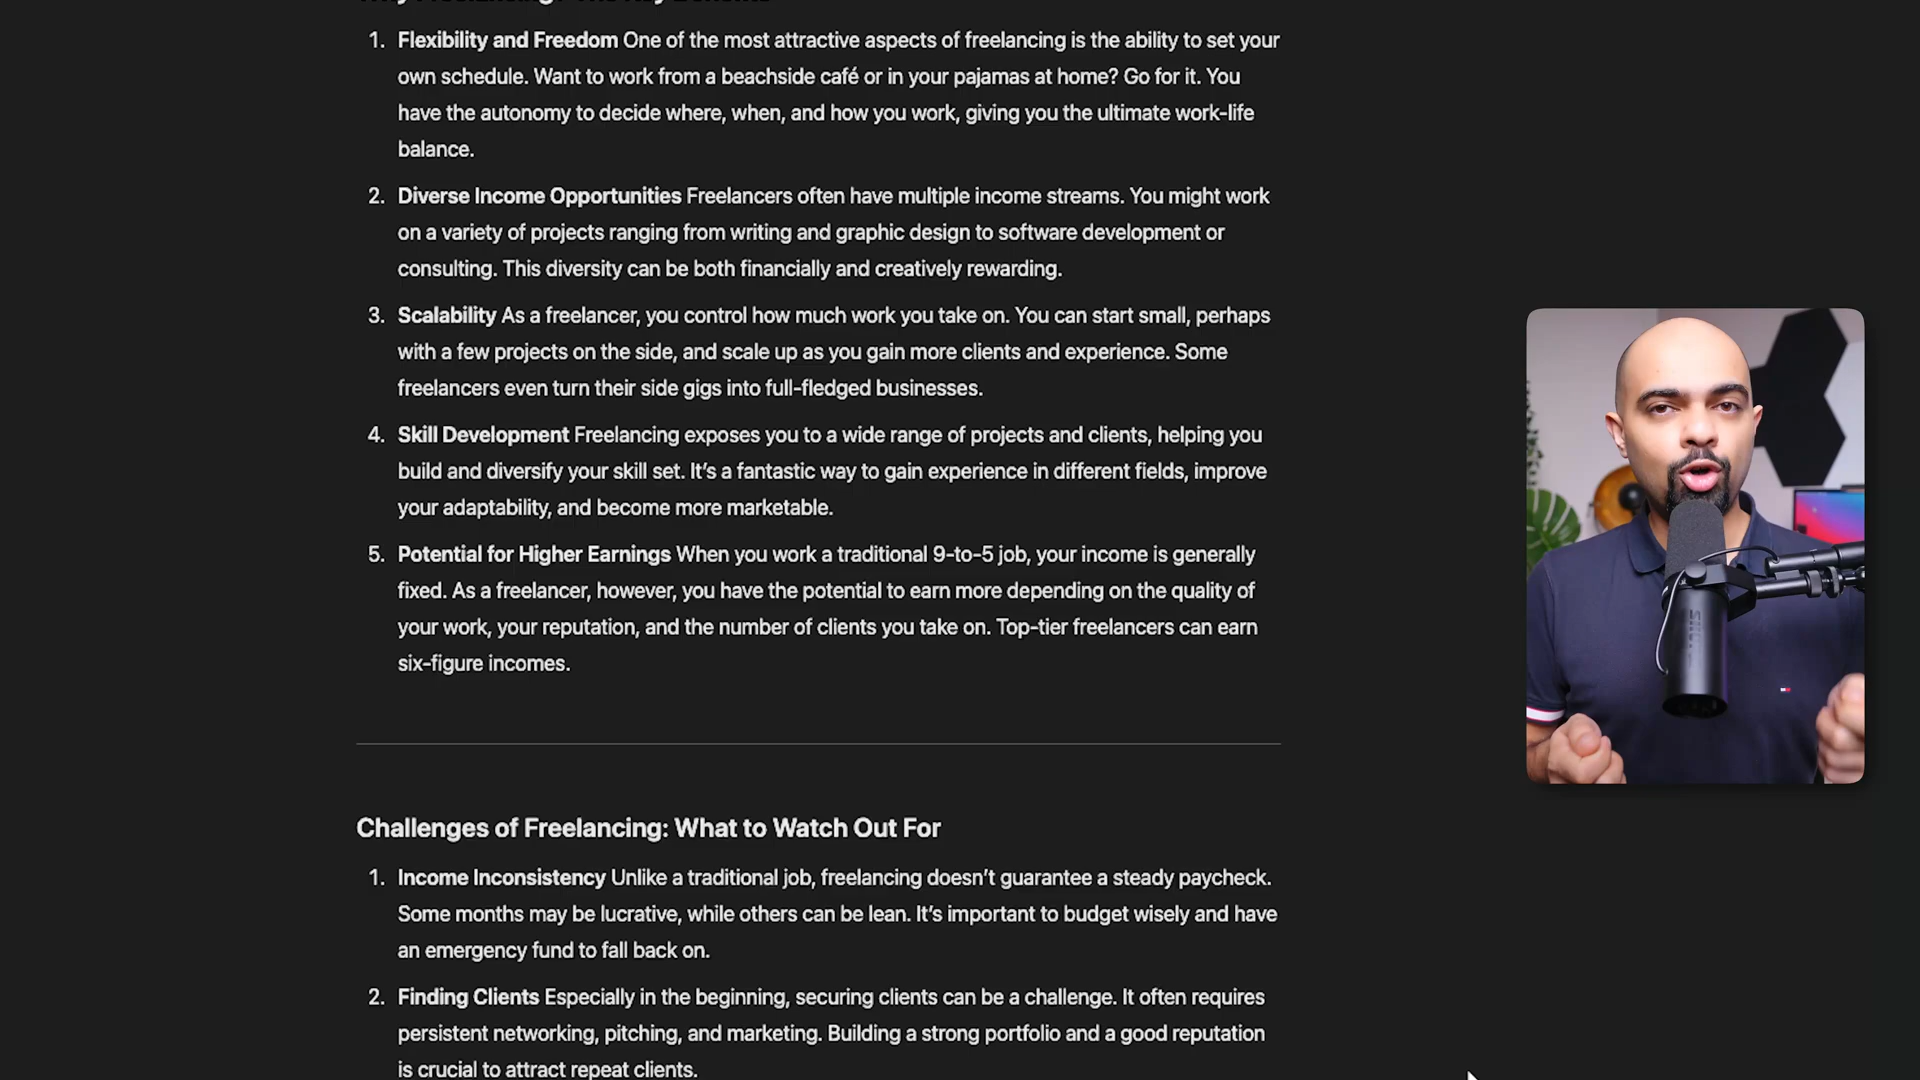 1. Flexibility and Freedom One of the most attractive aspects of freelancing is the ability to set your
own schedule. Want to work from a beachside café or in your pajamas at home? Go for it. You
have the autonomy to decide where, when, and how you work, giving you the ultimate work-life
balance.
2. Diverse Income Opportunities Freelancers often have multiple income streams. You might work
on a variety of projects ranging from writing and graphic design to software development or
consulting. This diversity can be both financially and creatively rewarding.
3. Scalability As a freelancer, you control how much work you take on. You can start small, perhaps
with a few projects on the side, and scale up as you gain more clients and experience. Some
freelancers even turn their side gigs into full-fledged businesses.
4. Skill Development Freelancing exposes you to a wide range of projects and clients, helping you
build and diversify your skill set. It’s a fantastic way to gain experience in different fields, improve
your adaptability, and become more marketable.
5. Potential for Higher Earnings When you work a traditional 9-to-5 job, your income is generally
fixed. As a freelancer, however, you have the potential to earn more depending on the quality of
your work, your reputation, and the number of clients you take on. Top-tier freelancers can earn
six-figure incomes.
Challenges of Freelancing: What to Watch Out For
1. Income Inconsistency Unlike a traditional job, freelancing doesn’t guarantee a steady paycheck.
Some months may be lucrative, while others can be lean. It’s important to budget wisely and have
an emergency fund to fall back on.
2. Finding Clients Especially in the beginning, securing clients can be a challenge. It often requires
persistent networking, pitching, and marketing. Building a strong portfolio and a good reputation
is crucial to attract repeat clients.